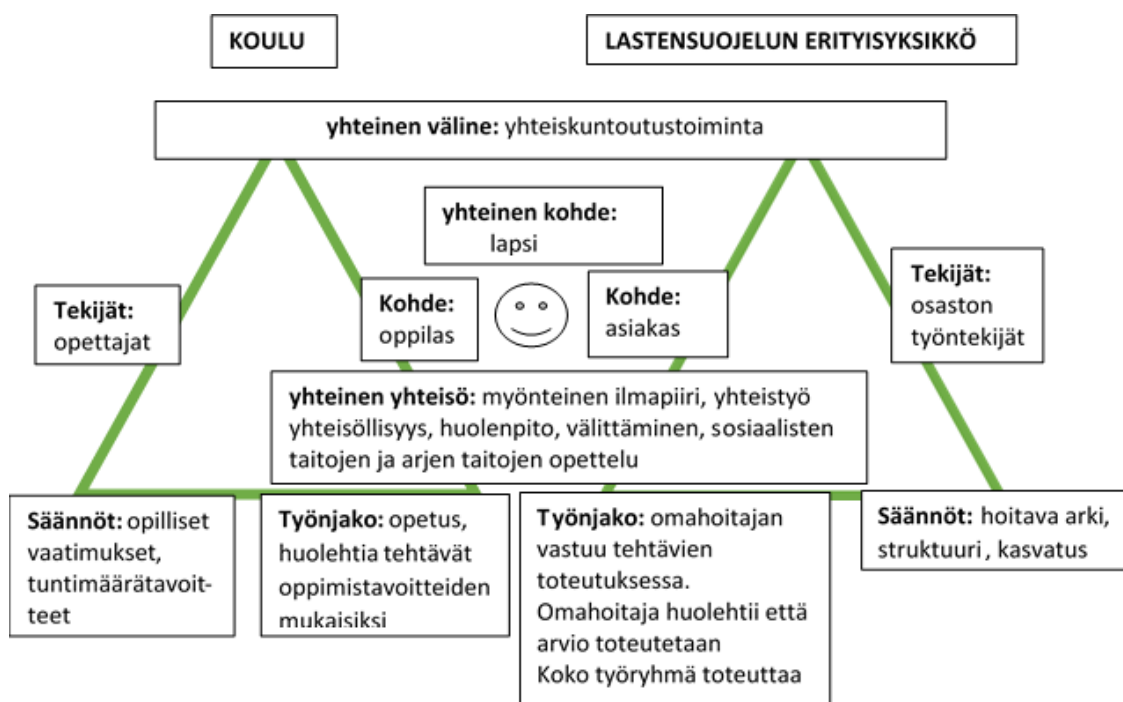 KOULU
LASTENSUOJELUN ERITYISYKSIKKÖ
yhteinen väline: yhteiskuntoutustoiminta
yhteinen kohde:
lapsi
Tekijät:
opettajat
Kohde:
oppilas
Kohde:
asiakas
Tekijät:
osaston
työntekijät
yhteinen yhteisö: myönteinen ilmapiiri, yhteistyö
yhteisöllisyys, huolenpito, välittäminen, sosiaalisten
taitojen ja arjen taitojen opettelu
Säännöt: opilliset
vaatimukset,
tuntimäärätavoit-
teet
Työnjako: opetus,
huolehtia tehtävät
oppimistavoitteiden
mukaisiksi
Työnjako: omahoitajan
vastuu tehtävien
toteutuksessa.
Omahoitaja huolehtii että
arvio toteutetaan
Koko työryhmä toteuttaa
Säännöt: hoitava arki,
struktuuri , kasvatus